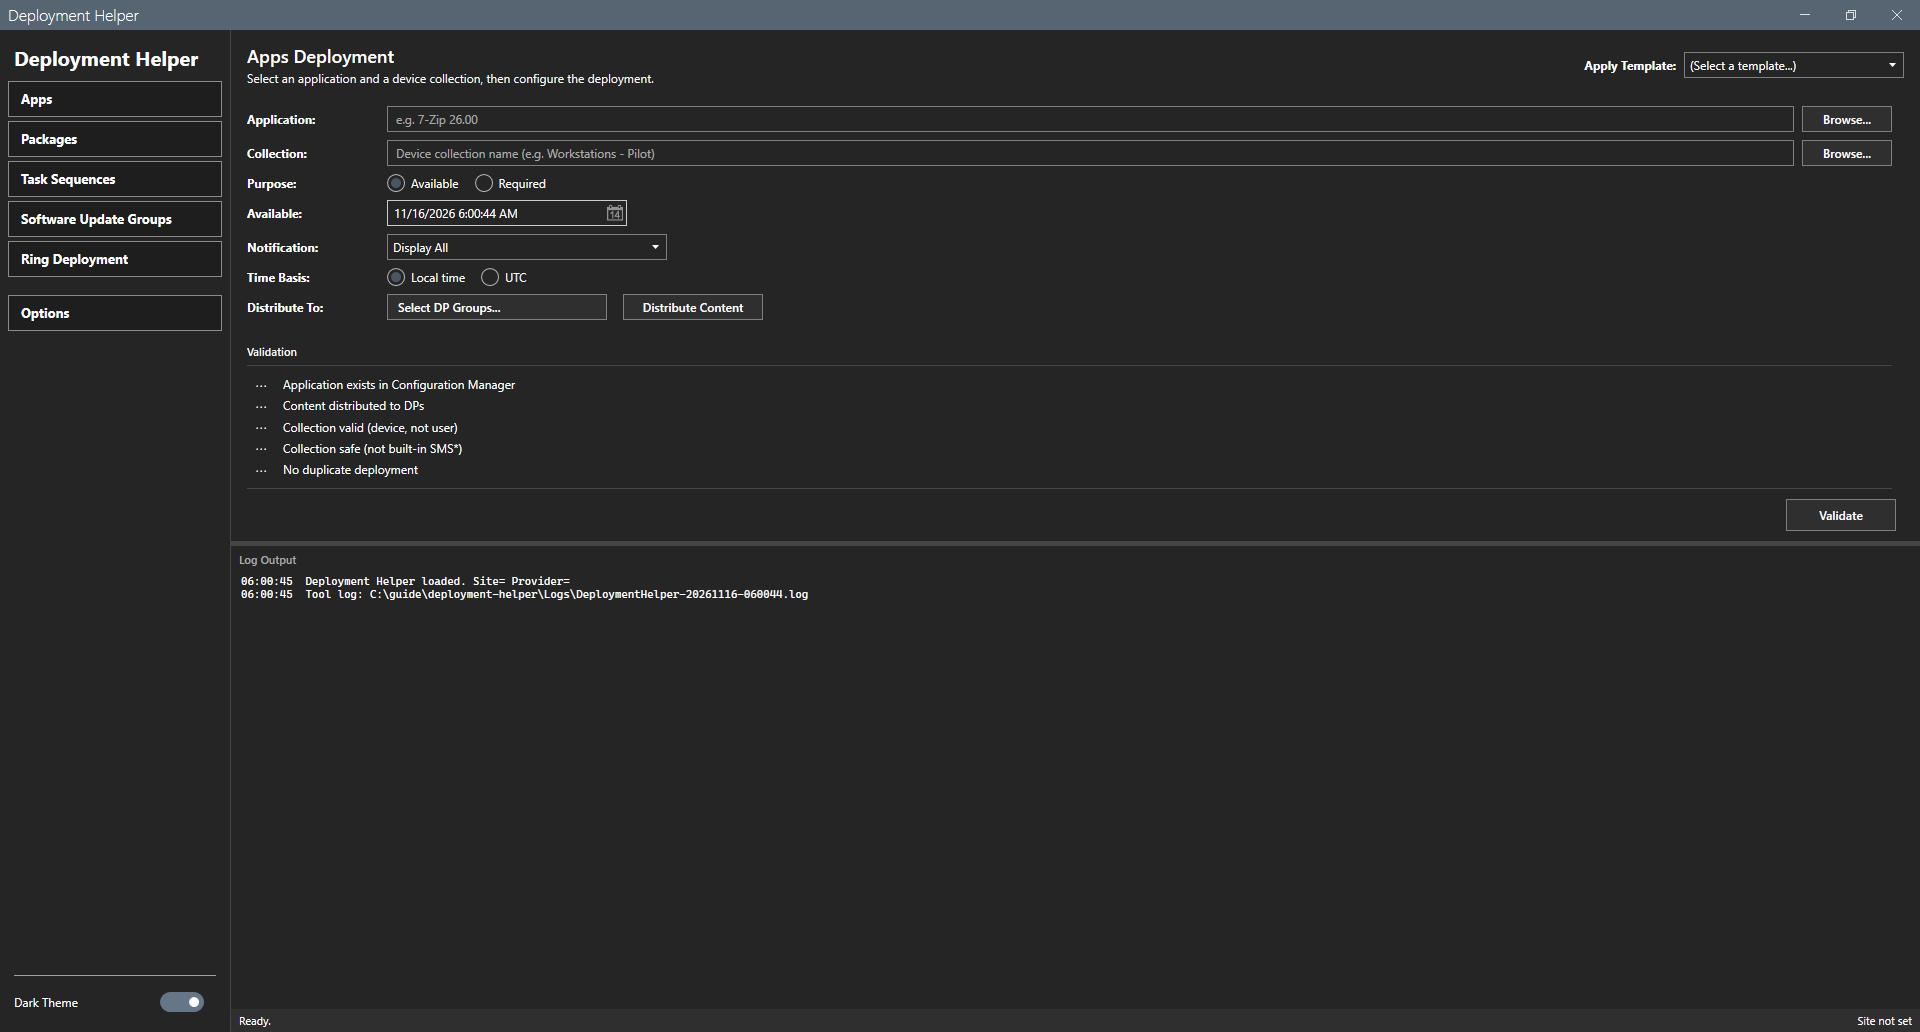 Deployment Helper
Deployment Helper
Apps
Packages
Task Sequences
Software Update Groups
Ring Deployment
Options
Dark Theme
Apps Deployment
Select an application and a device collection, then configure the deployment.
Apply Template: (Select a template...)
Application: e.g. 7-Zip 26.00 Browse...
Collection: Device collection name (e.g. Workstations - Pilot) Browse...
Purpose: Available Required
Available: 11/16/2026 6:00:44 AM 14
Notification: Display All
Time Basis: Local time UTC
Distribute To: Select DP Groups... Distribute Content
Validation
... Application exists in Configuration Manager
... Content distributed to DPs
... Collection valid (device, not user)
... Collection safe (not built-in SMS*)
... No duplicate deployment
Validate
Log Output
06:00:45 Deployment Helper loaded. Site= Provider=
06:00:45 Tool log: C:\guide\deployment-helper\Logs\DeploymentHelper-20261116-060044.log
Ready. Site not set